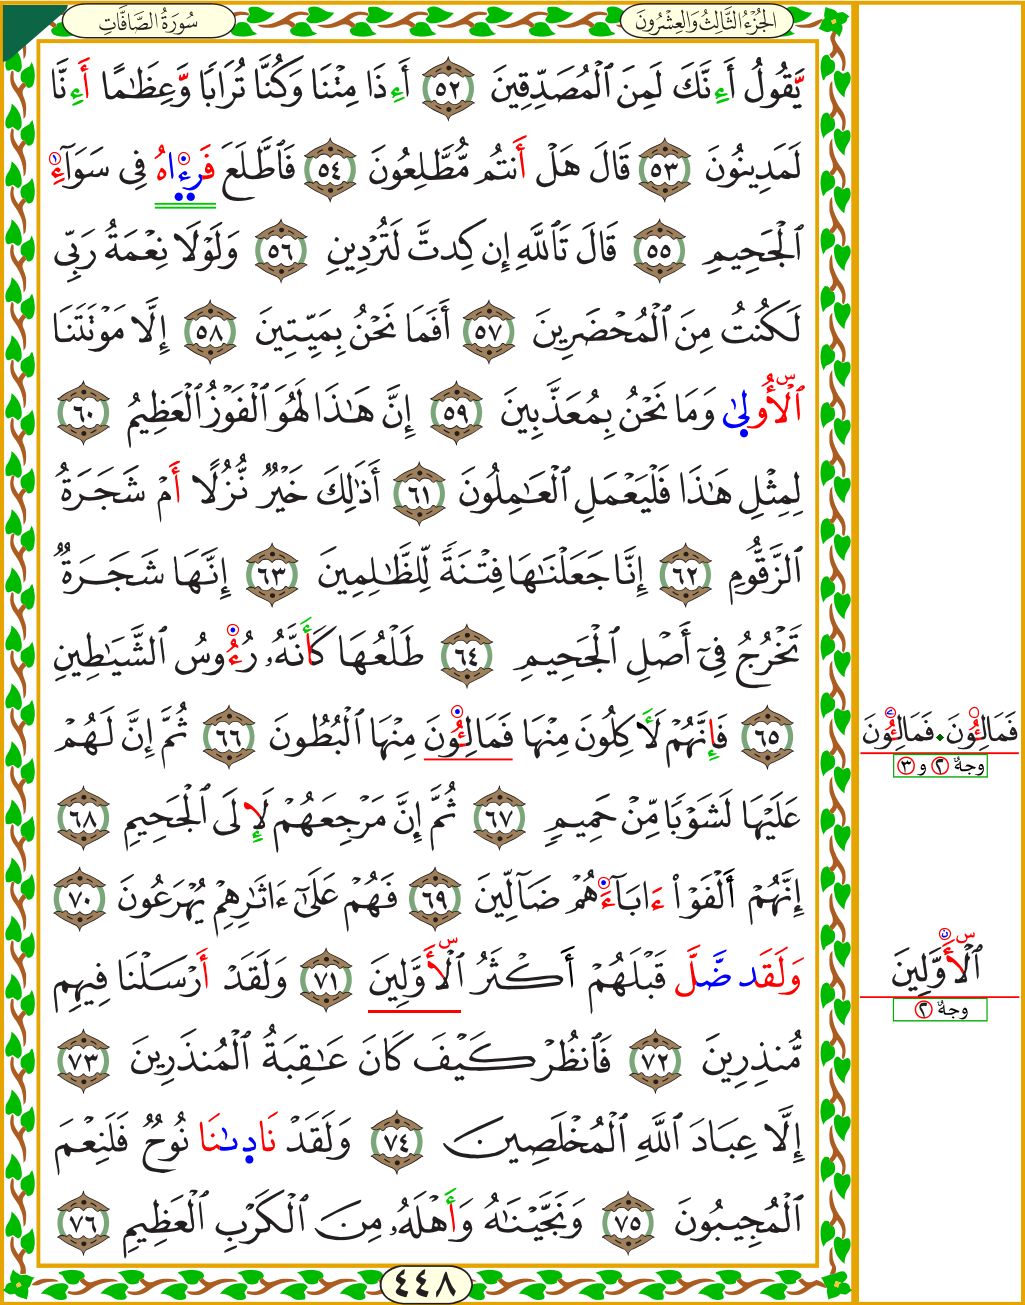 الجُزْءُ الثَّالِثُ وَالعِشْرُونَ
سُورَةُ الصَّافَّاتِ
يَّقُولُ أَءِنَّكَ لَمِنَ ٱلْمُصَدِّقِينَ ٥٢ أَءِذَا مِتْنَا وَكُنَّا تُرَابًا وَّعِظَامًا أَءِنَّا
لَمَدِينُونَ ٥٣ قَالَ هَلْ أَنتُم مُّطَّلِعُونَ ٥٤ فَٱطَّلَعَ فَرِءَاهُ فِى سَوَآءِ
ٱلْجَحِيمِ ٥٥ قَالَ تَٱللَّهِ إِن كِدتَّ لَتُرْدِينِ ٥٦ وَلَوْلَا نِعْمَةُ رَبِّى
لَكُنتُ مِنَ ٱلْمُحْضَرِينَ ٥٧ أَفَمَا نَحْنُ بِمَيِّتِينَ ٥٨ إِلَّا مَوْتَتَنَا
ٱلْأُولِىٰ وَمَا نَحْنُ بِمُعَذَّبِينَ ٥٩ إِنَّ هَـٰذَا لَهُوَ ٱلْفَوْزُ ٱلْعَظِيمُ ٦٠
لِمِثْلِ هَـٰذَا فَلْيَعْمَلِ ٱلْعَـٰمِلُونَ ٦١ أَذَٰلِكَ خَيْرٌ نُّزُلًا أَمْ شَجَرَةُ
ٱلزَّقُّومِ ٦٢ إِنَّا جَعَلْنَـٰهَا فِتْنَةً لِّلظَّـٰلِمِينَ ٦٣ إِنَّهَا شَجَرَةٌ
تَخْرُجُ فِىٓ أَصْلِ ٱلْجَحِيمِ ٦٤ طَلْعُهَا كَأَنَّهُۥ رُءُوسُ ٱلشَّيَـٰطِينِ
٦٥ فَإِنَّهُمْ لَأَكِلُونَ مِنْهَا فَمَالِـُٔونَ مِنْهَا ٱلْبُطُونَ ٦٦ ثُمَّ إِنَّ لَهُمْ
فَمَالِـُٔونَ • فَمَالِـُٔونَ
وجهُ ٢ و ٣
عَلَيْهَا لَشَوْبًا مِّنْ حَمِيمٍ ٦٧ ثُمَّ إِنَّ مَرْجِعَهُمْ لَإِلَى ٱلْجَحِيمِ ٦٨
إِنَّهُمْ أَلْفَوْا۟ ءَابَآءَهُمْ ضَآلِّينَ ٦٩ فَهُمْ عَلَىٰٓ ءَاثَـٰرِهِمْ يُهْرَعُونَ ٧٠
وَلَقَد ضَّلَّ قَبْلَهُمْ أَكْثَرُ ٱلْأَوَّلِينَ ٧١ وَلَقَدْ أَرْسَلْنَا فِيهِم
ٱلْأَوَّلِينَ
وجهُ ٢
مُّنذِرِينَ ٧٢ فَٱنظُرْ كَيْفَ كَانَ عَـٰقِبَةُ ٱلْمُنذَرِينَ ٧٣
إِلَّا عِبَادَ ٱللَّهِ ٱلْمُخْلَصِينَ ٧٤ وَلَقَدْ نَادِىٰنَا نُوحٌ فَلَنِعْمَ
ٱلْمُجِيبُونَ ٧٥ وَنَجَّيْنَـٰهُ وَأَهْلَهُۥ مِنَ ٱلْكَرْبِ ٱلْعَظِيمِ ٧٦
٤٤٨